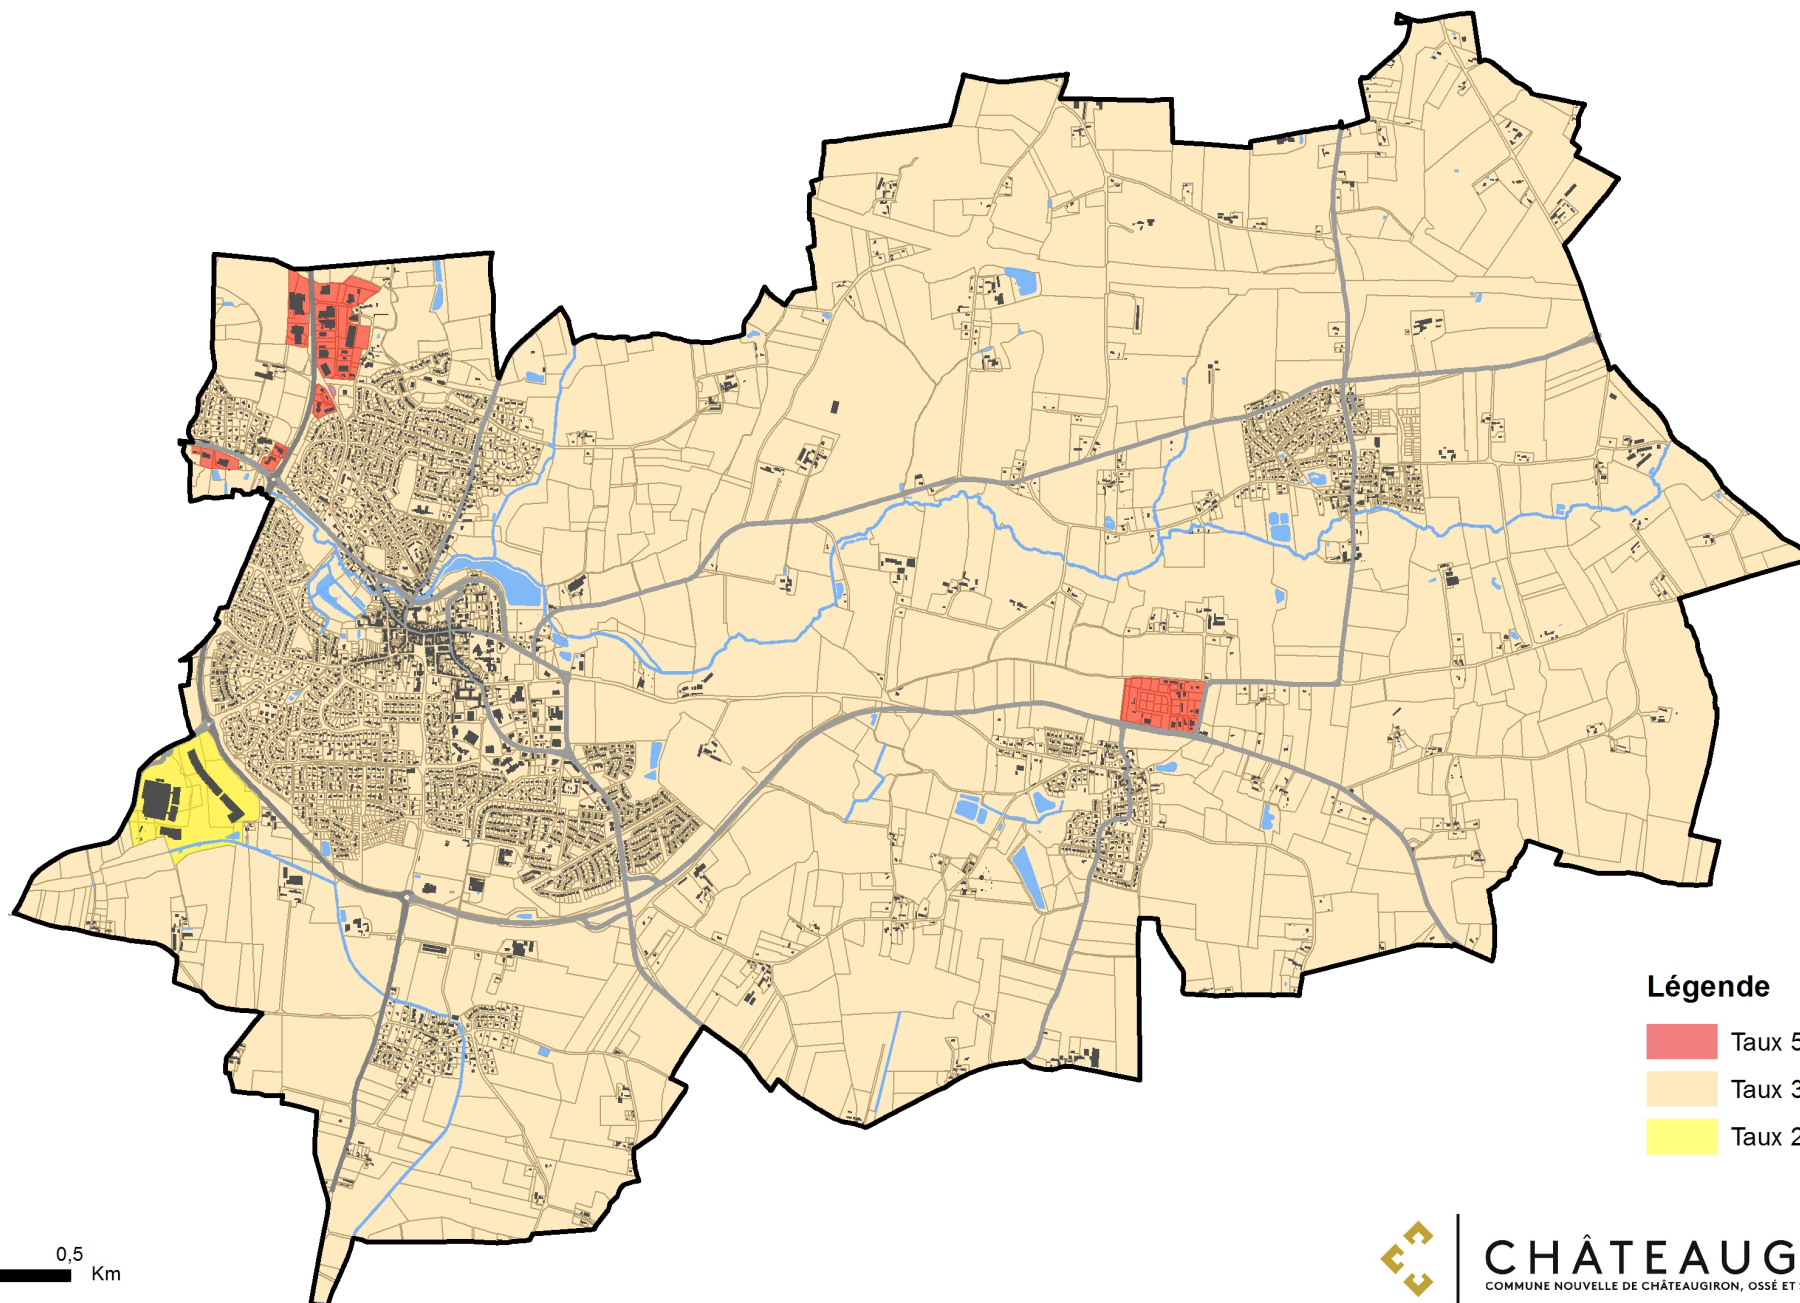 Légende
Taux 5
Taux 3
Taux 2
0,5
Km
CHÂTEAUG
COMMUNE NOUVELLE DE CHÂTEAUGIRON, OSSÉ ET